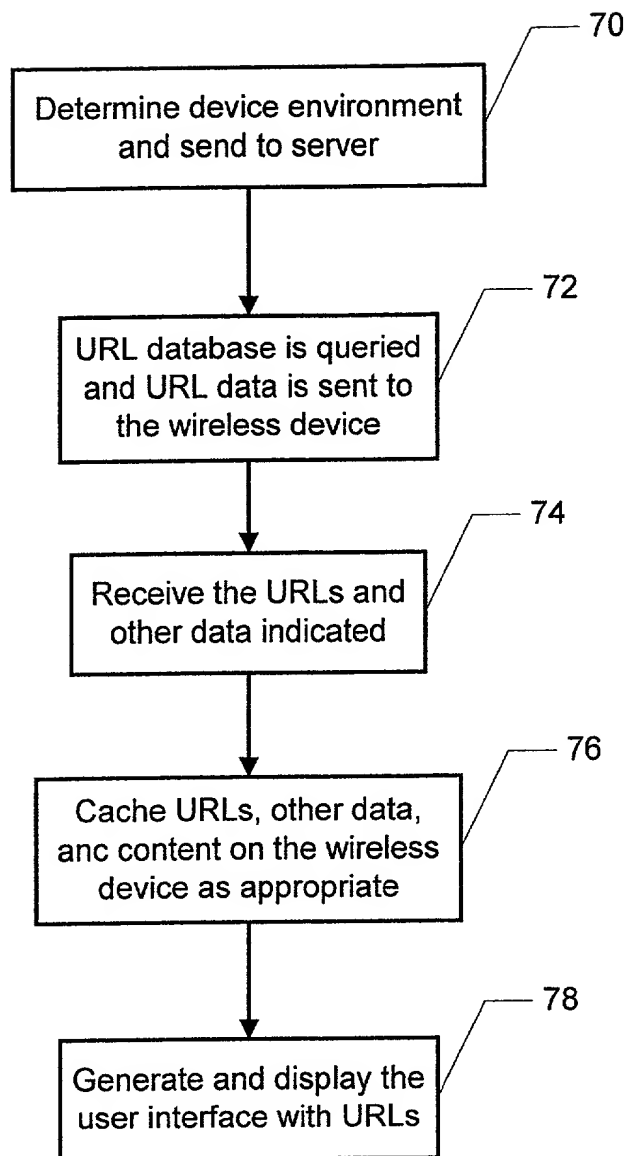 70
Determine device environment
and send to server
72
URL database is queried
and URL data is sent to
the wireless device
74
Receive the URLs and
other data indicated
76
Cache URLs, other data,
anc content on the wireless
device as appropriate
78
Generate and display the
user interface with URLs